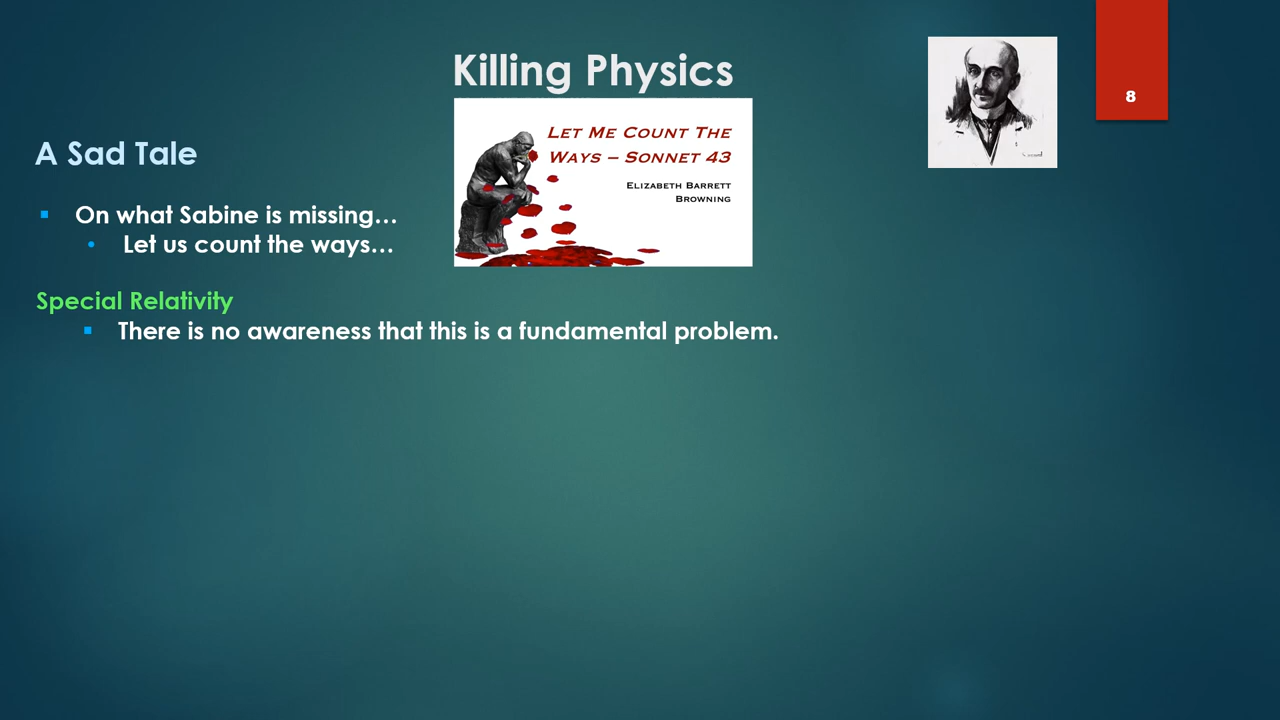 Killing Physics
8
LET ME COUNT THE
WAYS – SONNET 43
ELIZABETH BARRETT
BROWNING
A Sad Tale
On what Sabine is missing…
Let us count the ways…
Special Relativity
There is no awareness that this is a fundamental problem.